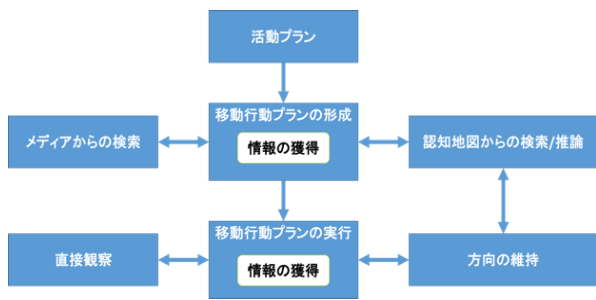 活動プラン
移動行動プランの形成
情報の獲得
メディアからの検索
認知地図からの検索/推論
移動行動プランの実行
情報の獲得
直接観察
方向の維持